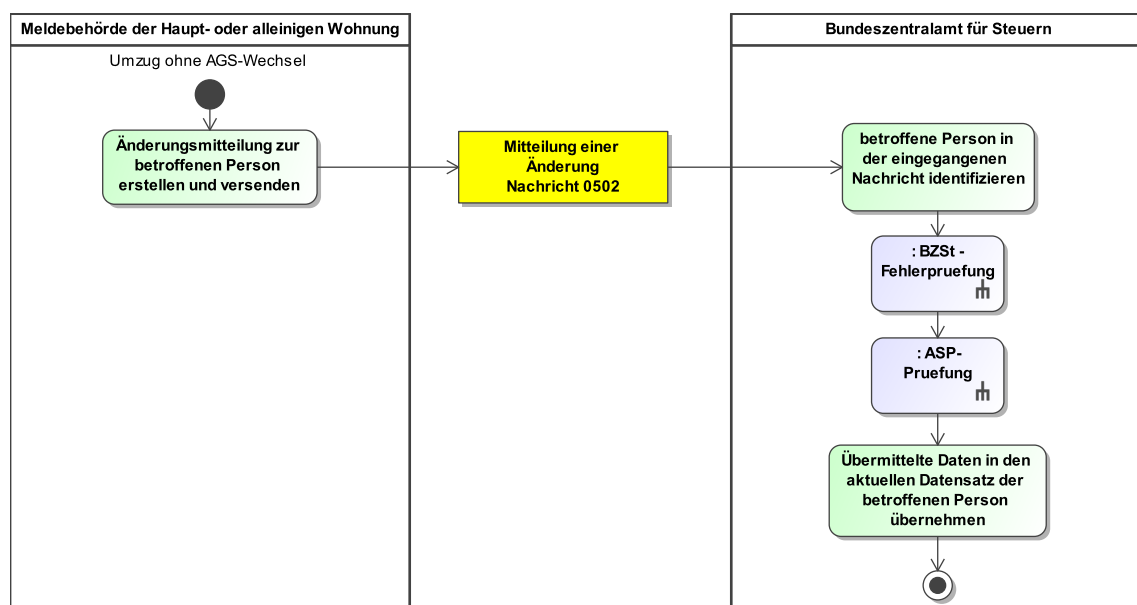 Meldebehörde der Haupt- oder alleinigen Wohnung
Umzug ohne AGS-Wechsel
Änderungsmitteilung zur
betroffenen Person
erstellen und versenden
Mitteilung einer
Änderung
Nachricht 0502
Bundeszentralamt für Steuern
betroffene Person in
der eingegangenen
Nachricht identifizieren
: BZSt -
Fehlerpruefung
: ASP-
Pruefung
Übermittelte Daten in den
aktuellen Datensatz der
betroffenen Person
übernehmen